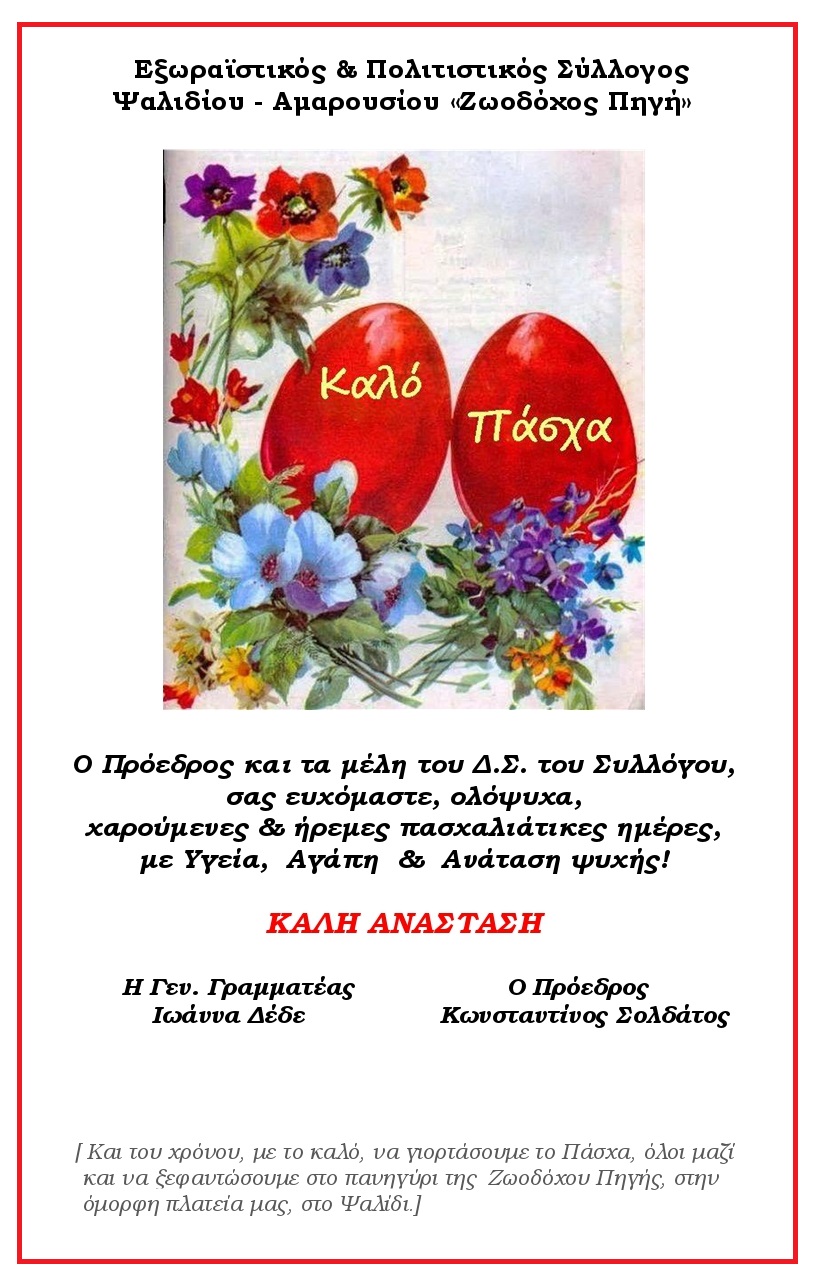 Εξωραϊστικός & Πολιτιστικός Σύλλογος
Ψαλιδίου - Αμαρουσίου «Ζωοδόχος Πηγή»
Καλό
Πάσχα
Ο Πρόεδρος και τα μέλη του Δ.Σ. του Συλλόγου,
σας ευχόμαστε, ολόψυχα,
χαρούμενες & ήρεμες πασχαλιάτικες ημέρες,
με Υγεία, Αγάπη & Ανάταση ψυχής!
ΚΑΛΗ ΑΝΑΣΤΑΣΗ
Η Γεν. Γραμματέας
Ιωάννα Δέδε
Ο Πρόεδρος
Κωνσταντίνος Σολδάτος
[ Και του χρόνου, με το καλό, να γιορτάσουμε το Πάσχα, όλοι μαζί
και να ξεφαντώσουμε στο πανηγύρι της Ζωοδόχου Πηγής, στην
όμορφη πλατεία μας, στο Ψαλίδι.]